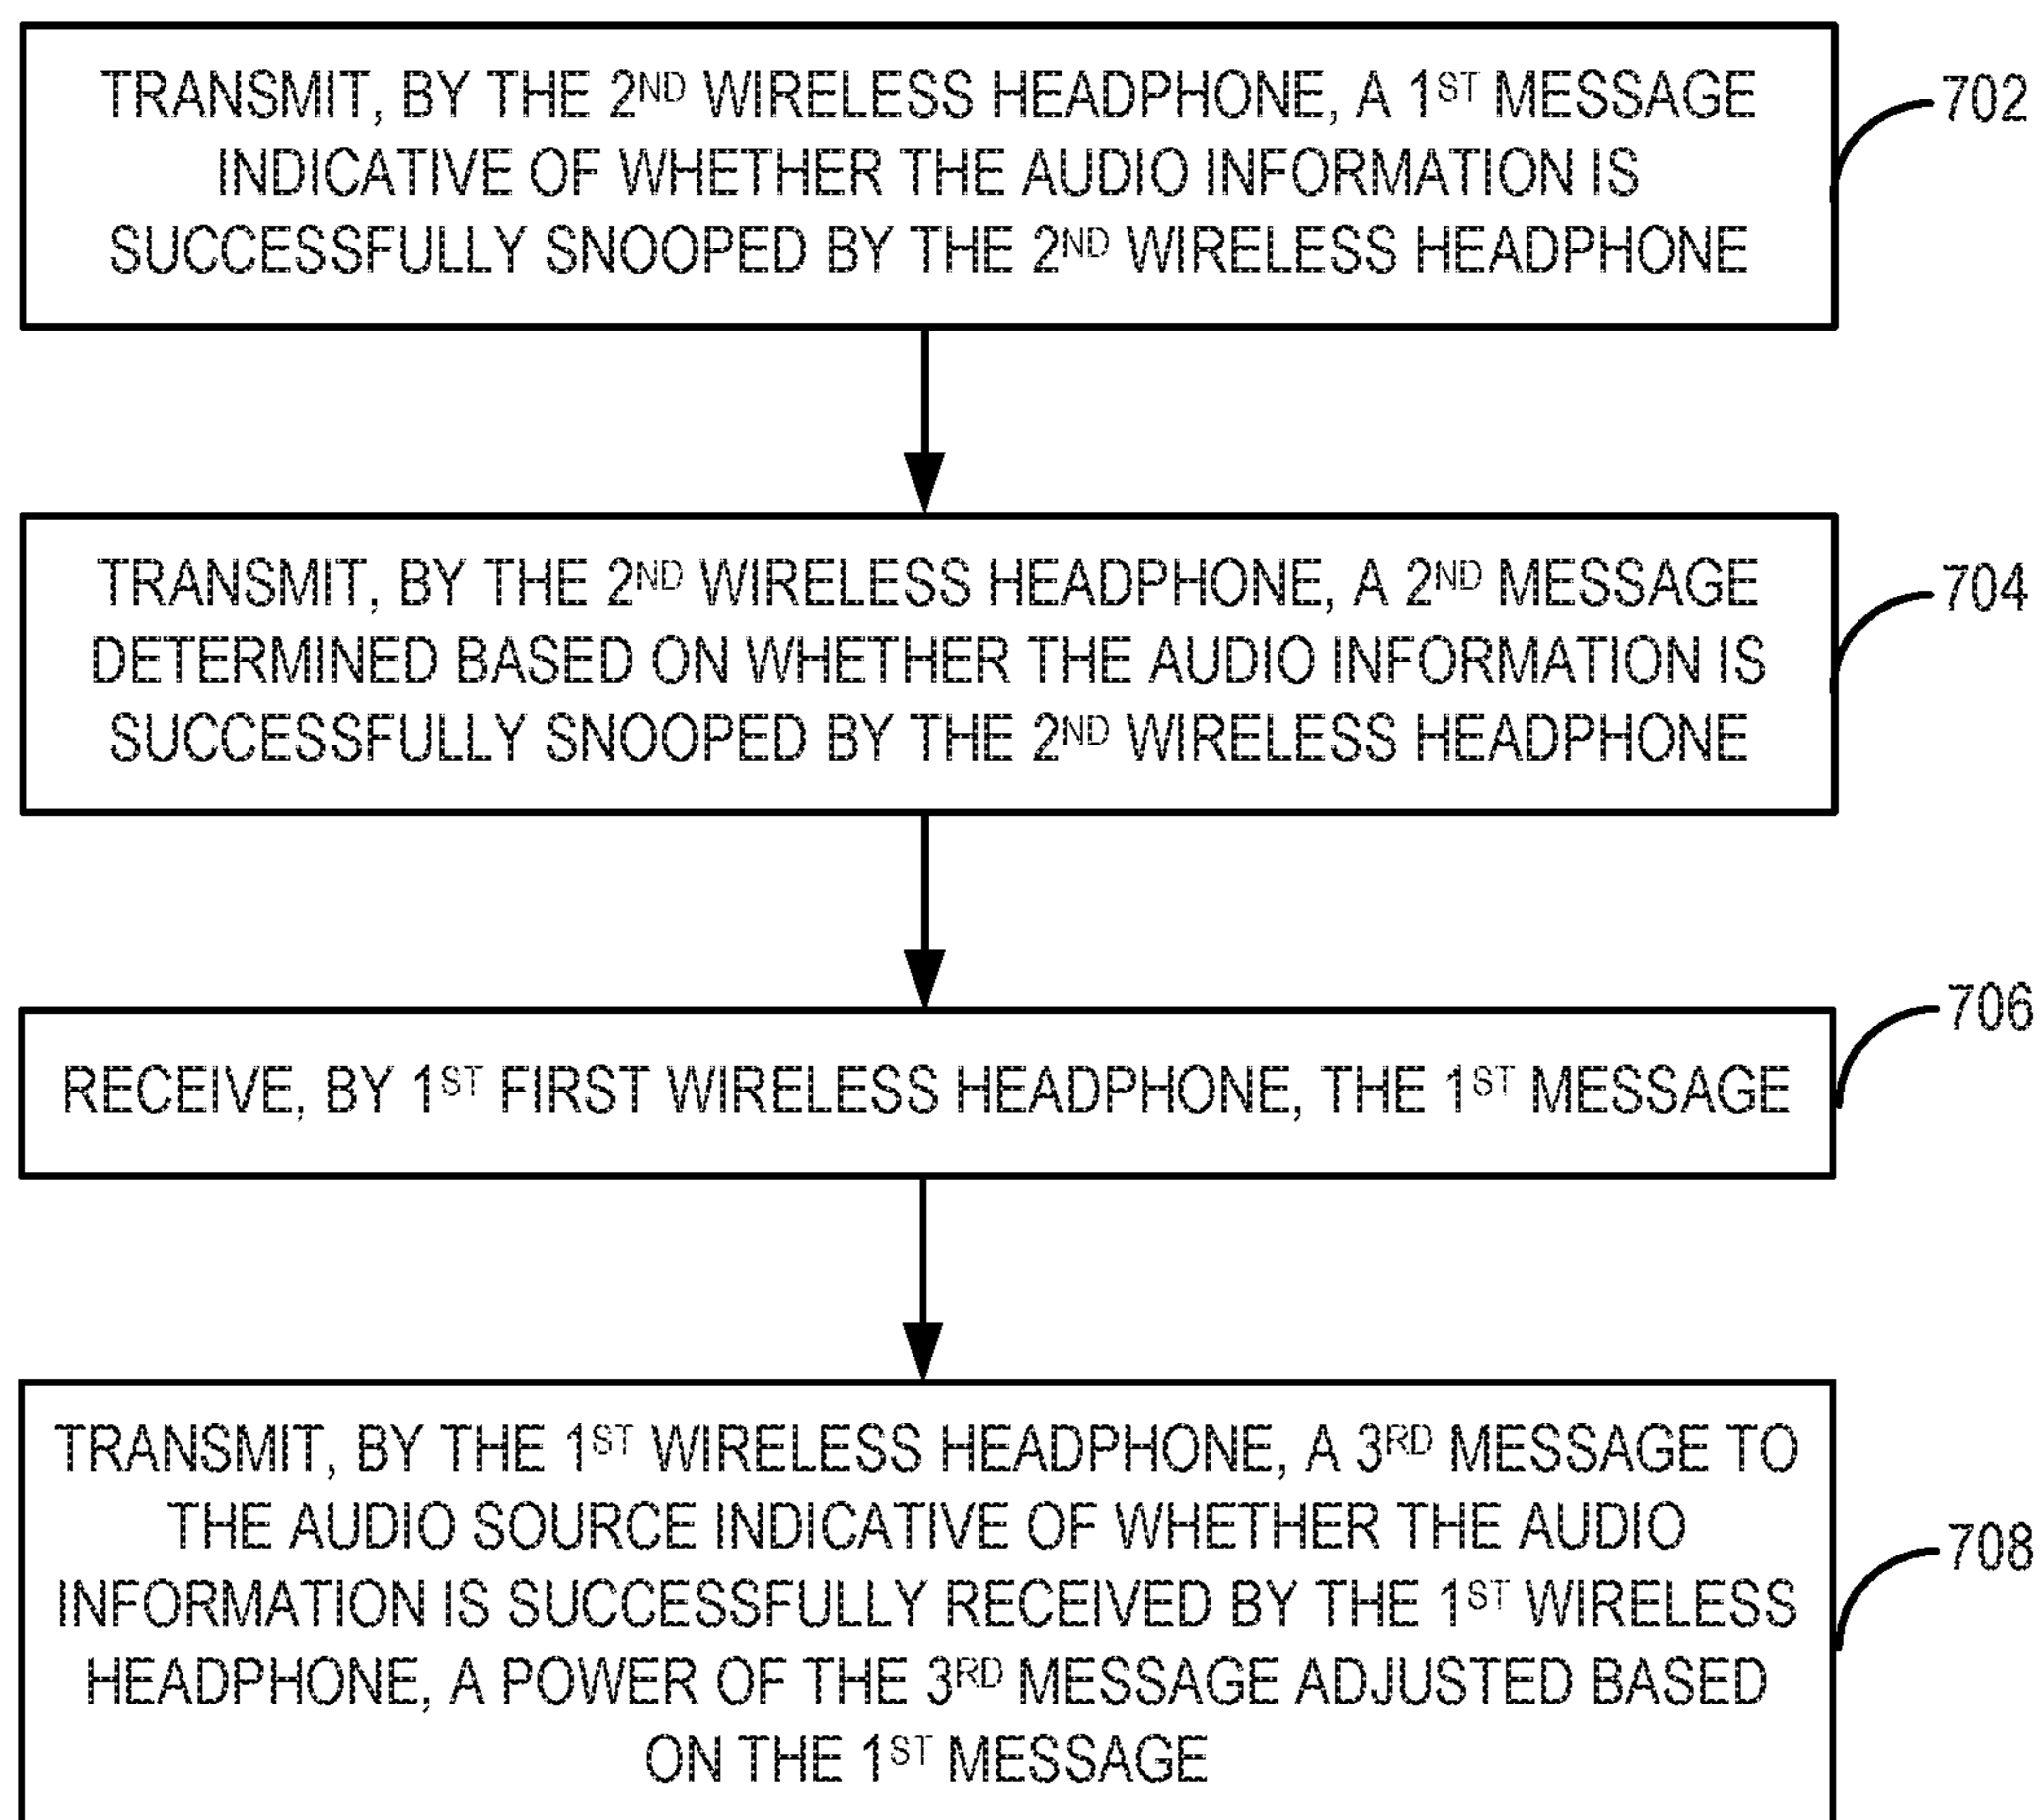 TRANSMIT, BY THE 2ND WIRELESS HEADPHONE, A 1ST MESSAGE
INDICATIVE OF WHETHER THE AUDIO INFORMATION IS
SUCCESSFULLY SNOOPED BY THE 2ND WIRELESS HEADPHONE
702
TRANSMIT, BY THE 2ND WIRELESS HEADPHONE, A 2ND MESSAGE
DETERMINED BASED ON WHETHER THE AUDIO INFORMATION IS
SUCCESSFULLY SNOOPED BY THE 2ND WIRELESS HEADPHONE
704
RECEIVE, BY 1ST FIRST WIRELESS HEADPHONE, THE 1ST MESSAGE
706
TRANSMIT, BY THE 1ST WIRELESS HEADPHONE, A 3RD MESSAGE TO
THE AUDIO SOURCE INDICATIVE OF WHETHER THE AUDIO
INFORMATION IS SUCCESSFULLY RECEIVED BY THE 1ST WIRELESS
HEADPHONE, A POWER OF THE 3RD MESSAGE ADJUSTED BASED
ON THE 1ST MESSAGE
708